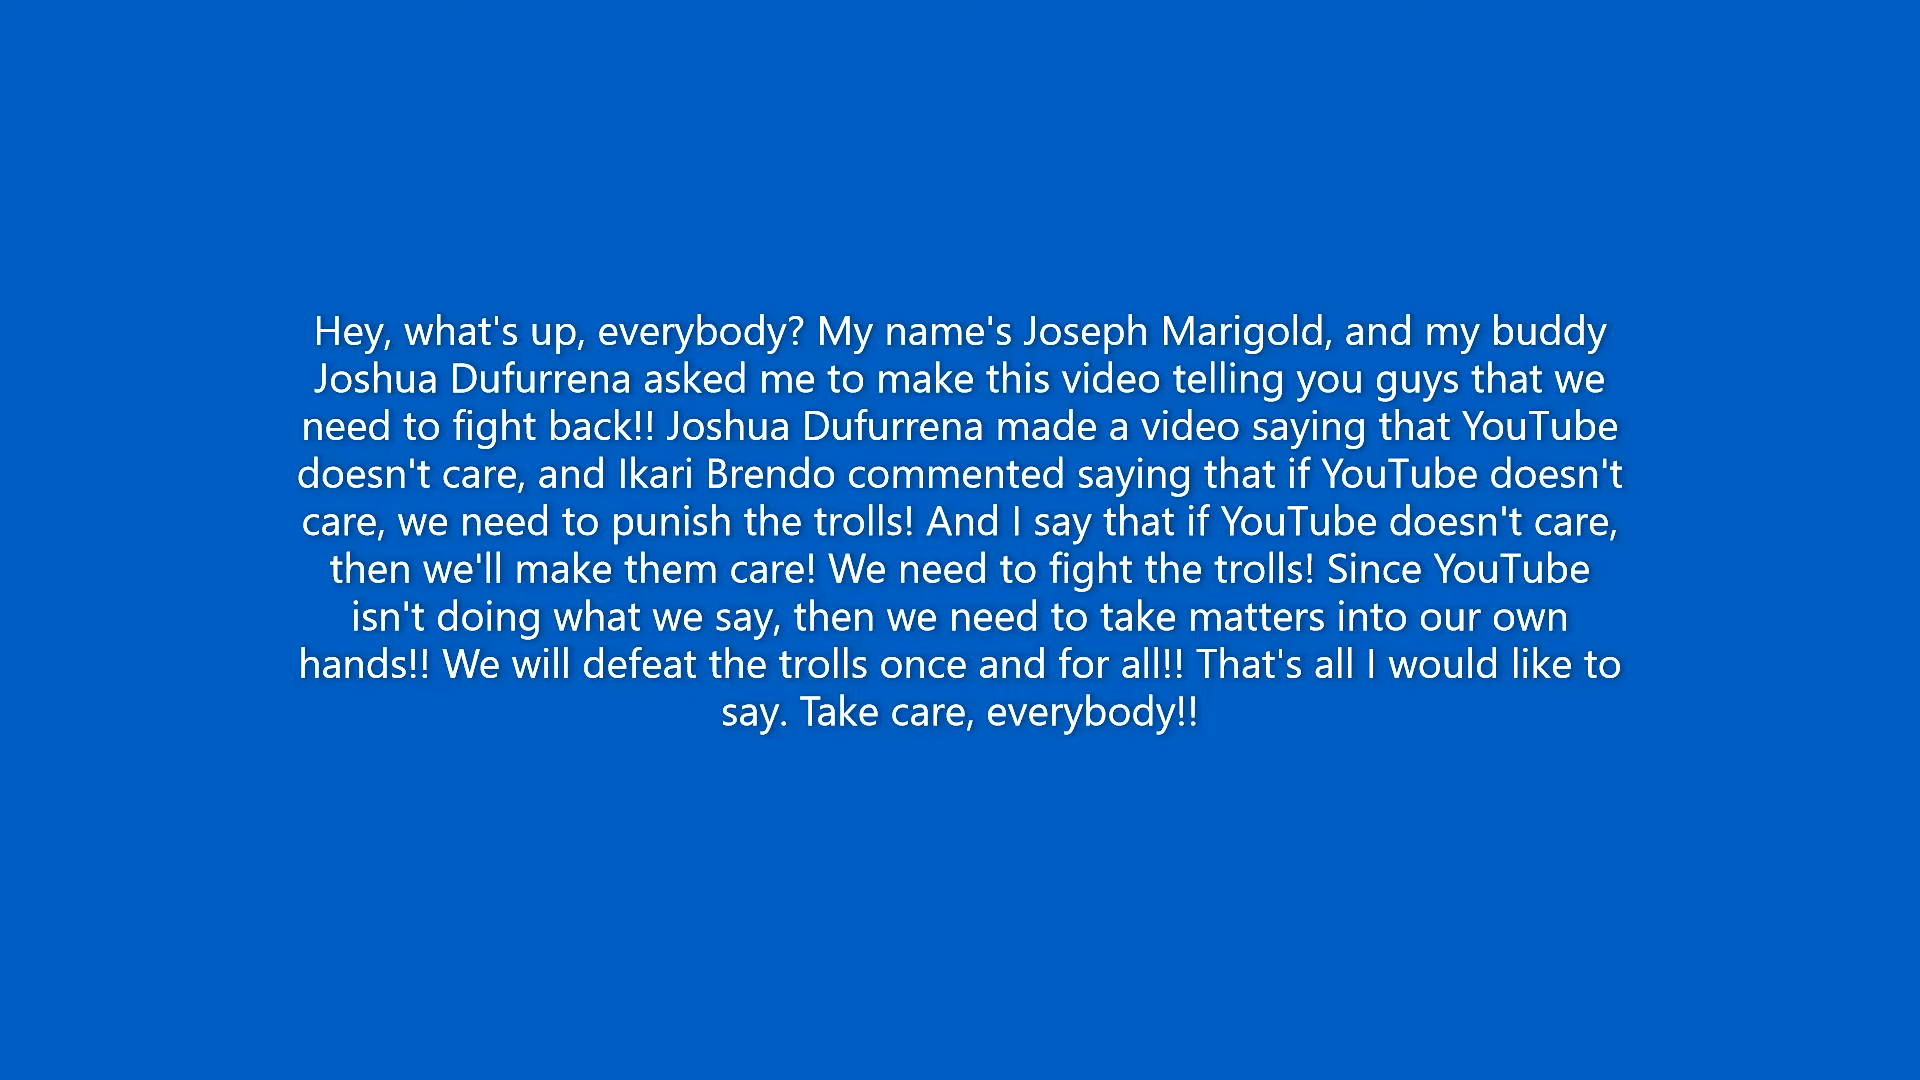 Hey, what's up, everybody? My name's Joseph Marigold, and my buddy
Joshua Dufurrena asked me to make this video telling you guys that we
need to fight back!! Joshua Dufurrena made a video saying that YouTube
doesn't care, and Ikari Brendo commented saying that if YouTube doesn't
care, we need to punish the trolls! And I say that if YouTube doesn't care,
then we'll make them care! We need to fight the trolls! Since YouTube
isn't doing what we say, then we need to take matters into our own
hands!! We will defeat the trolls once and for all!! That's all I would like to
say. Take care, everybody!!